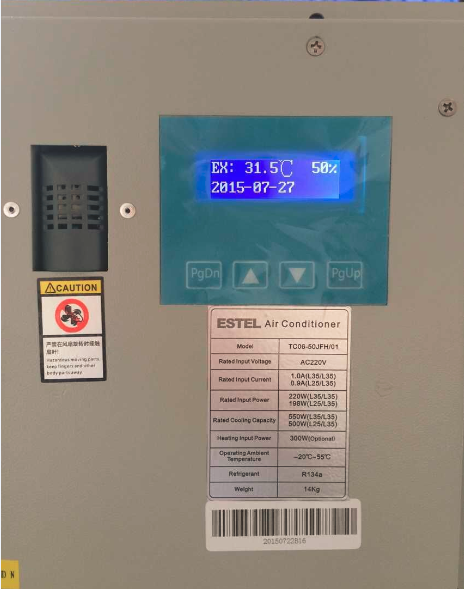 EX: 31.5℃ 50%
2015-07-27
PgDn PgUp
CAUTION
严禁在风扇旋转时接触
扇叶!
Hazardous moving parts
keep fingers and other
body parts away
ESTEL Air Conditioner
Model TC06-50JFH/01
Rated Input Voltage AC220V
Rated Input Current 1.0A(L35/L35)
0.9A(L25/L35)
Rated Input Power 220W(L35/L35)
198W(L25/L35)
Rated Cooling Capacity 550W(L35/L35)
500W(L25/L35)
Heating Input Power 300W(Optional)
Operating Ambient
Temperature -20℃~55℃
Refrigerant R134a
Weight 14Kg
20150722816
DN